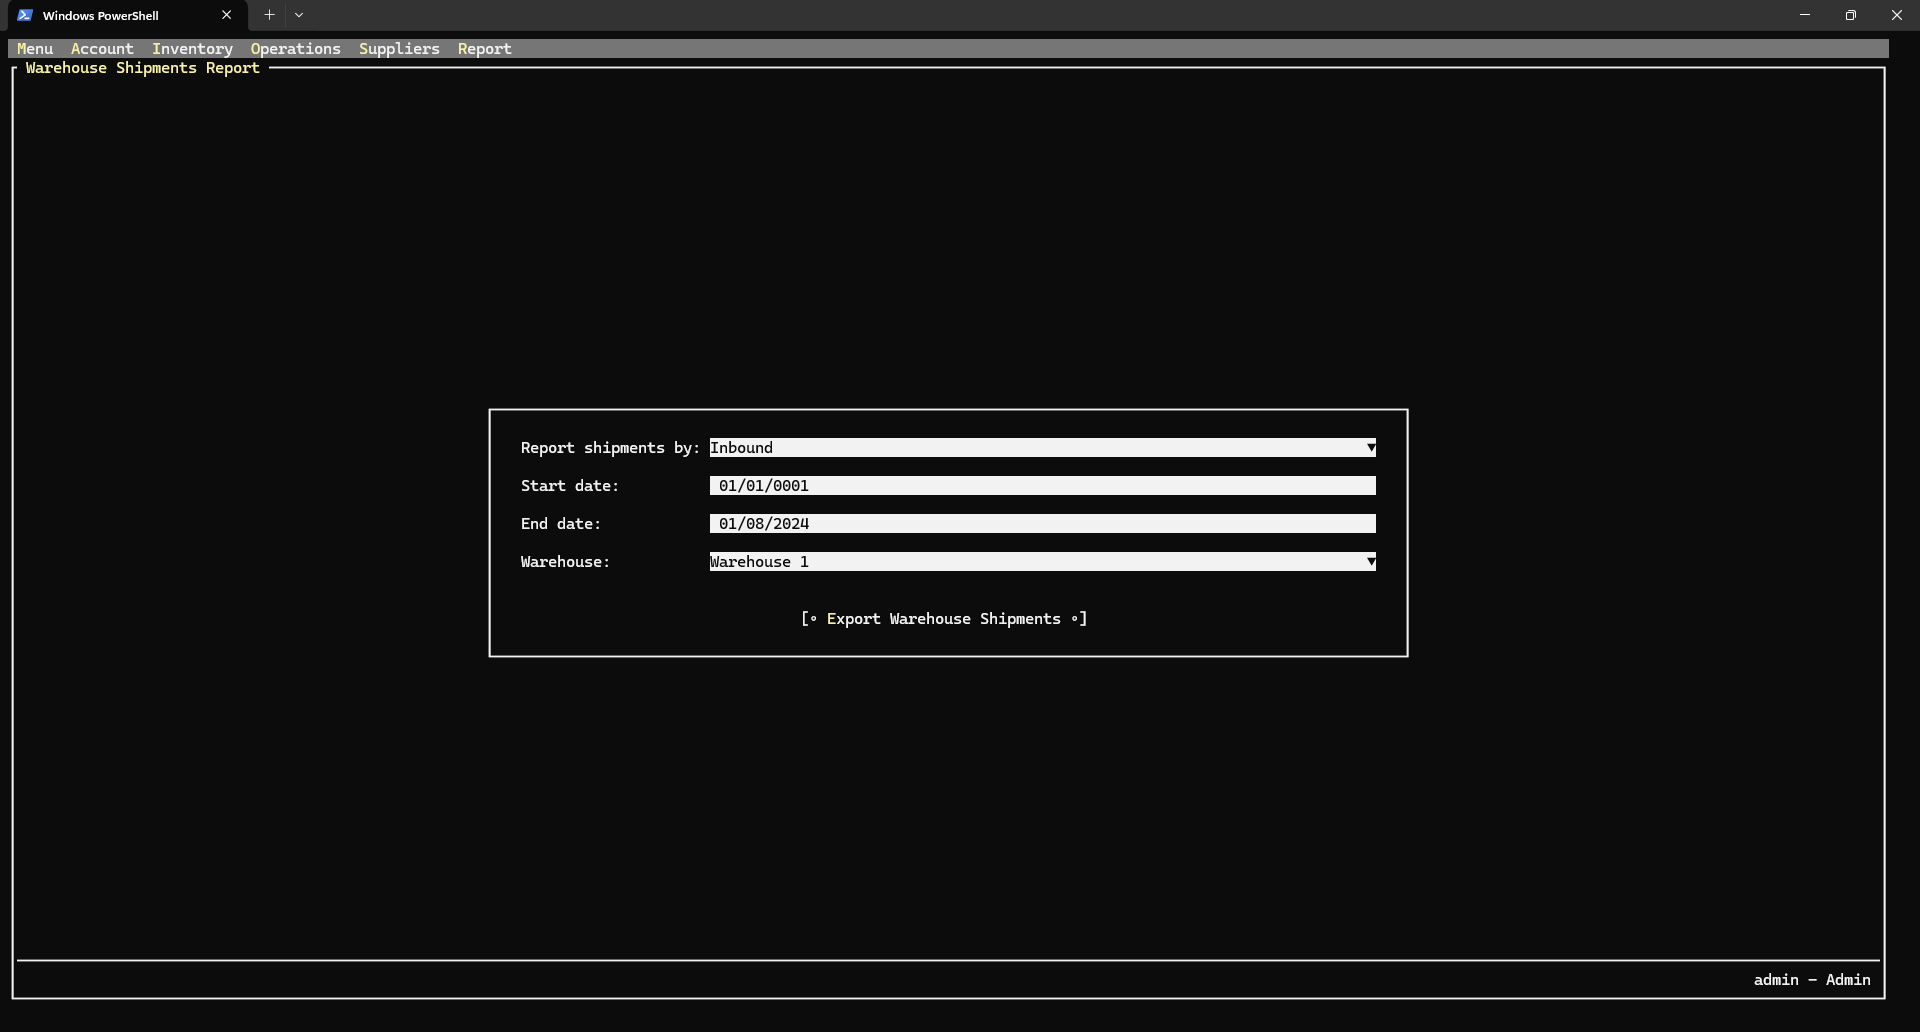 Windows PowerShell
Menu Account Inventory Operations Suppliers Report
Warehouse Shipments Report
Report shipments by: Inbound
Start date: 01/01/0001
End date: 01/08/2024
Warehouse: Warehouse 1
[∘ Export Warehouse Shipments ∘]
admin - Admin